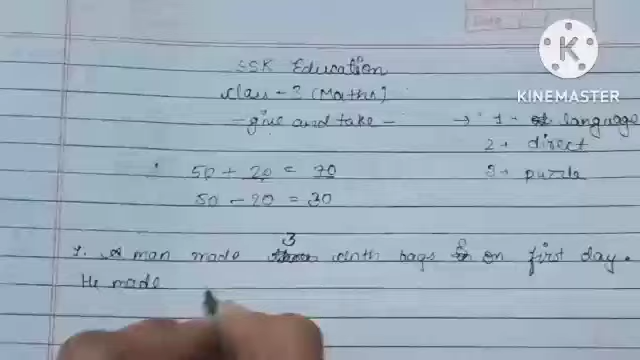 KINEMASTER
SSK Education
Class - 3 (Maths)
- give and take - → 1 - language
2 → direct
50 + 20 = 70 3 → puzzle
50 - 20 = 30
1. A man made 3 bags on first day.
He made